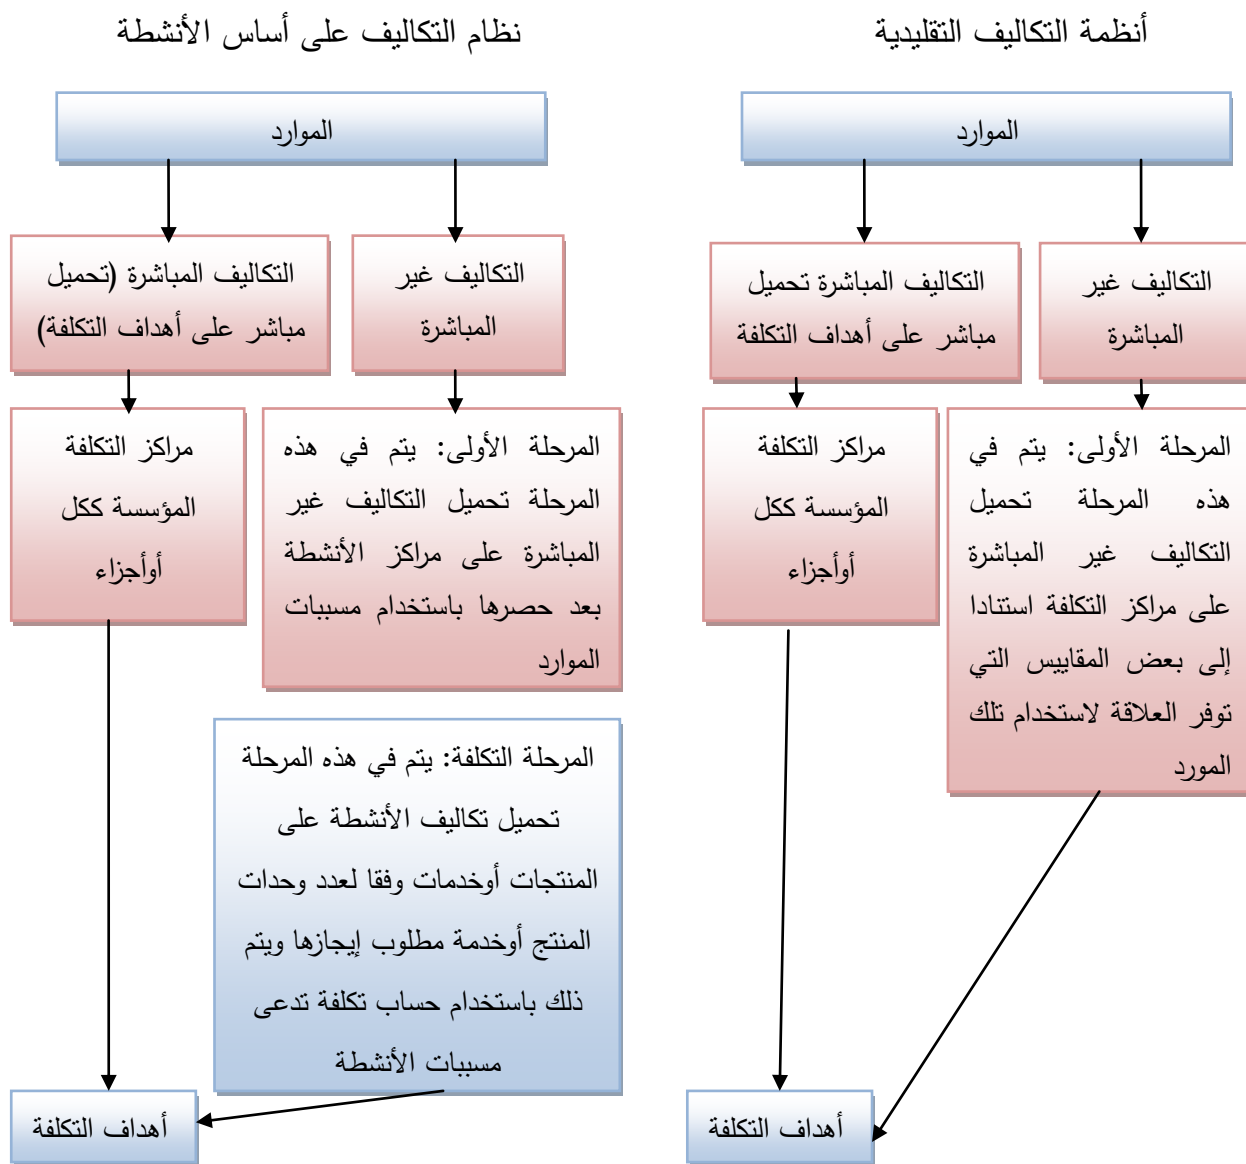 أنظمة التكاليف التقليدية
الموارد
التكاليف غير
المباشرة
التكاليف المباشرة تحميل
مباشر على أهداف التكلفة
المرحلة الأولى: يتم في
هذه المرحلة تحميل
التكاليف غير المباشرة
على مراكز التكلفة استنادا
إلى بعض المقاييس التي
توفر العلاقة لاستخدام تلك
المورد
مراكز التكلفة
المؤسسة ككل
أوأجزاء
أهداف التكلفة
نظام التكاليف على أساس الأنشطة
الموارد
التكاليف غير
المباشرة
التكاليف المباشرة (تحميل
مباشر على أهداف التكلفة)
المرحلة الأولى: يتم في هذه
المرحلة تحميل التكاليف غير
المباشرة على مراكز الأنشطة
بعد حصرها باستخدام مسببات
الموارد
مراكز التكلفة
المؤسسة ككل
أوأجزاء
المرحلة التكلفة: يتم في هذه المرحلة
تحميل تكاليف الأنشطة على
المنتجات أوخدمات وفقا لعدد وحدات
المنتج أوخدمة مطلوب إيجازها ويتم
ذلك باستخدام حساب تكلفة تدعى
مسببات الأنشطة
أهداف التكلفة